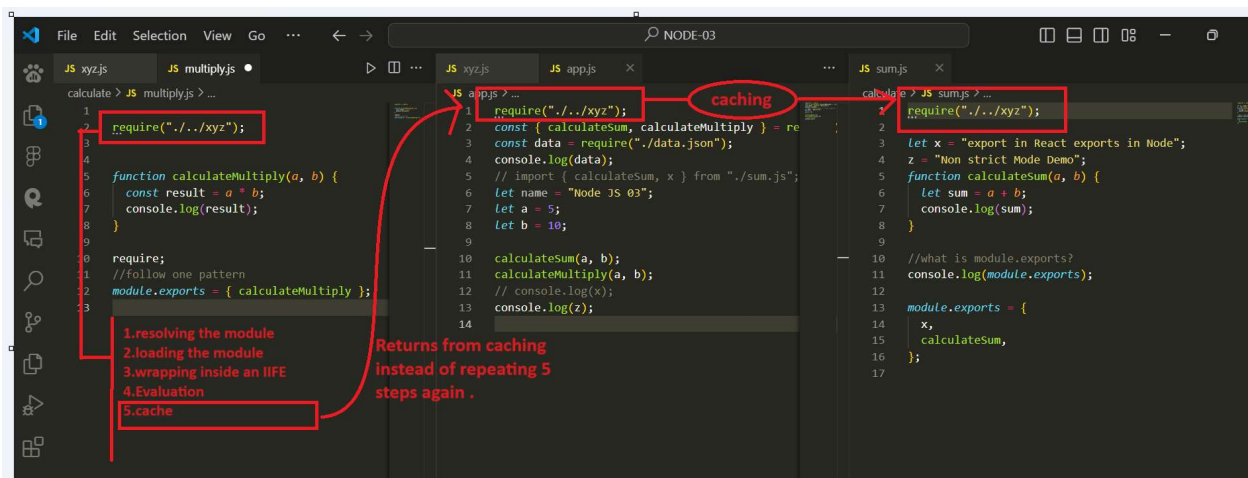 File Edit Selection View Go ··· ← → NODE-03
JS xyz.js JS multiply.js ●
calculate > JS multiply.js > ...
1
2 require("./../xyz");
3
4
5 function calculateMultiply(a, b) {
6 const result = a * b;
7 console.log(result);
8 }
9
10 require;
11 //follow one pattern
12 module.exports = { calculateMultiply };
13
1.resolving the module
2.loading the module
3.wrapping inside an IIFE
4.Evaluation
5.cache
JS xyz.js JS app.js ×
JS app.js > ...
1 require("./../xyz");
2 const { calculateSum, calculateMultiply } = re
3 const data = require("./data.json");
4 console.log(data);
5 // import { calculateSum, x } from "./sum.js";
6 let name = "Node JS 03";
7 let a = 5;
8 let b = 10;
9
10 calculateSum(a, b);
11 calculateMultiply(a, b);
12 // console.log(x);
13 console.log(z);
14
Returns from caching
instead of repeating 5
steps again .
caching
JS sum.js ×
calculate > JS sum.js > ...
1 require("./../xyz");
2
3 let x = "export in React exports in Node";
4 z = "Non strict Mode Demo";
5 function calculateSum(a, b) {
6 let sum = a + b;
7 console.log(sum);
8 }
9
10 //what is module.exports?
11 console.log(module.exports);
12
13 module.exports = {
14 x,
15 calculateSum,
16 };
17